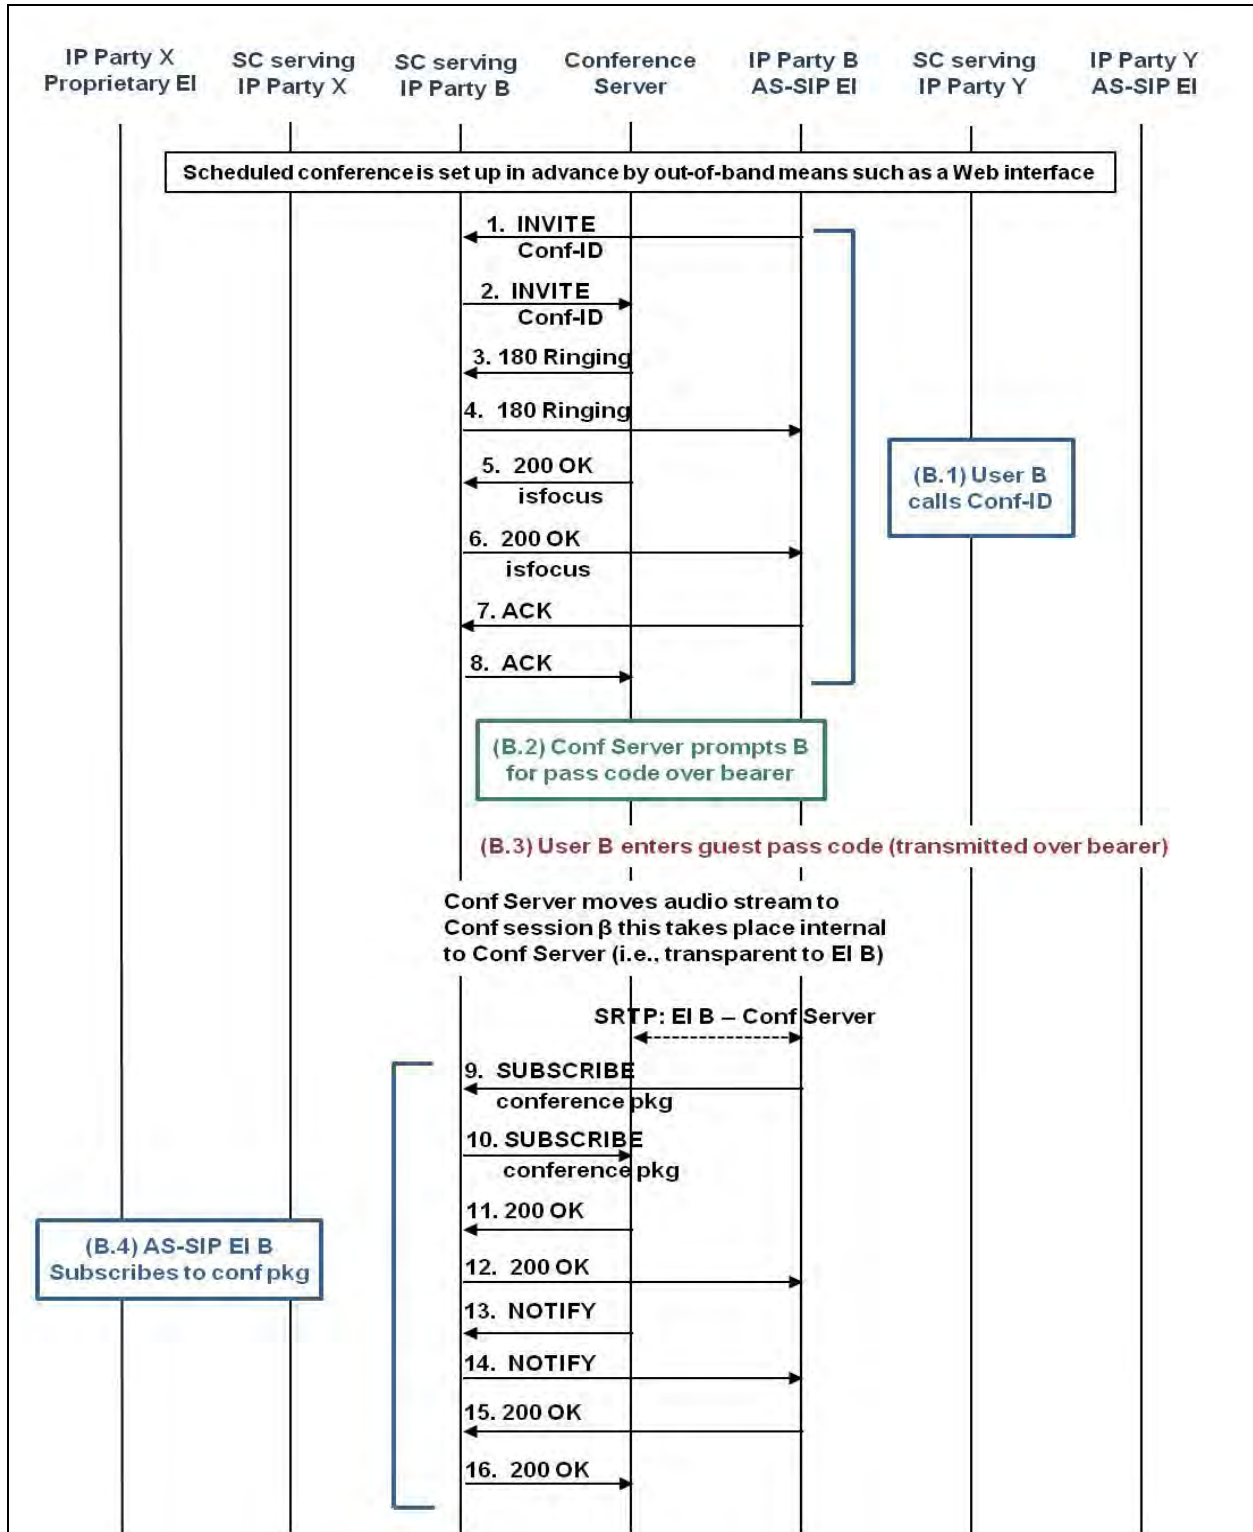 IP Party X
Proprietary EI
SC serving
IP Party X
SC serving
IP Party B
Conference
Server
IP Party B
AS-SIP EI
SC serving
IP Party Y
IP Party Y
AS-SIP EI
Scheduled conference is set up in advance by out-of-band means such as a Web interface
1. INVITE
Conf-ID
2. INVITE
Conf-ID
3. 180 Ringing
4. 180 Ringing
5. 200 OK
isfocus
6. 200 OK
isfocus
7. ACK
8. ACK
(B.1) User B
calls Conf-ID
(B.2) Conf Server prompts B
for pass code over bearer
(B.3) User B enters guest pass code (transmitted over bearer)
Conf Server moves audio stream to
Conf session β this takes place internal
to Conf Server (i.e., transparent to EI B)
SRTP: EI B – Conf Server
9. SUBSCRIBE
conference pkg
10. SUBSCRIBE
conference pkg
11. 200 OK
12. 200 OK
13. NOTIFY
14. NOTIFY
15. 200 OK
16. 200 OK
(B.4) AS-SIP EI B
Subscribes to conf pkg